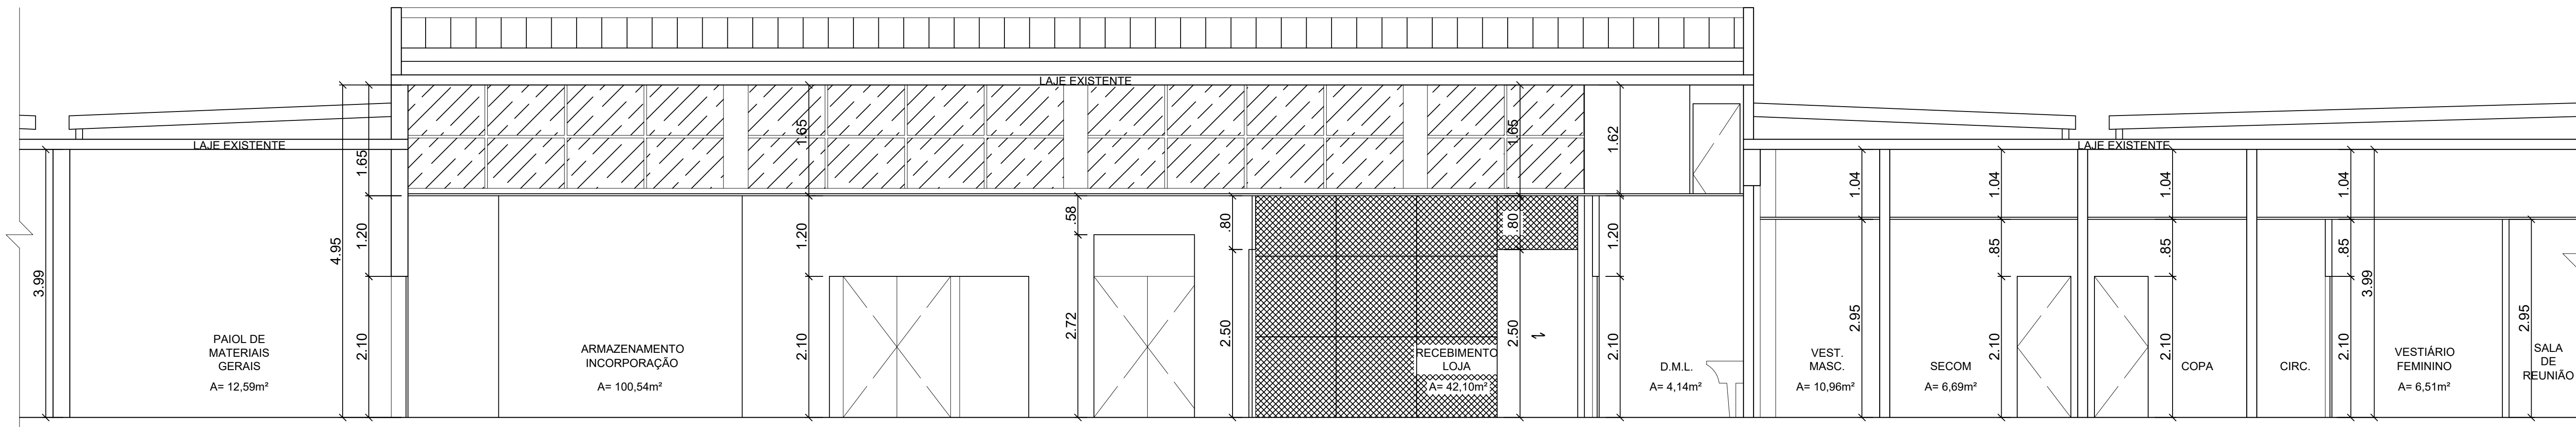 LAJE EXISTENTE
LAJE EXISTENTE
LAJE EXISTENTE
3.99
4.95
1.65
1.20
2.10
PAIOL DE
MATERIAIS
GERAIS
A= 12,59m²
ARMAZENAMENTO
INCORPORAÇÃO
A= 100,54m²
1.65
1.20
2.10
.58
2.72
.80
2.50
RECEBIMENTO
LOJA
A= 42,10m²
1.65
.80
2.50
1.62
1.20
2.10
D.M.L.
A= 4,14m²
VEST.
MASC.
A= 10,96m²
1.04
2.95
SECOM
A= 6,69m²
1.04
.85
2.10
1.04
.85
2.10
COPA
CIRC.
1.04
.85
2.10
3.99
VESTIÁRIO
FEMININO
A= 6,51m²
2.95
SALA
DE
REUNIÃO